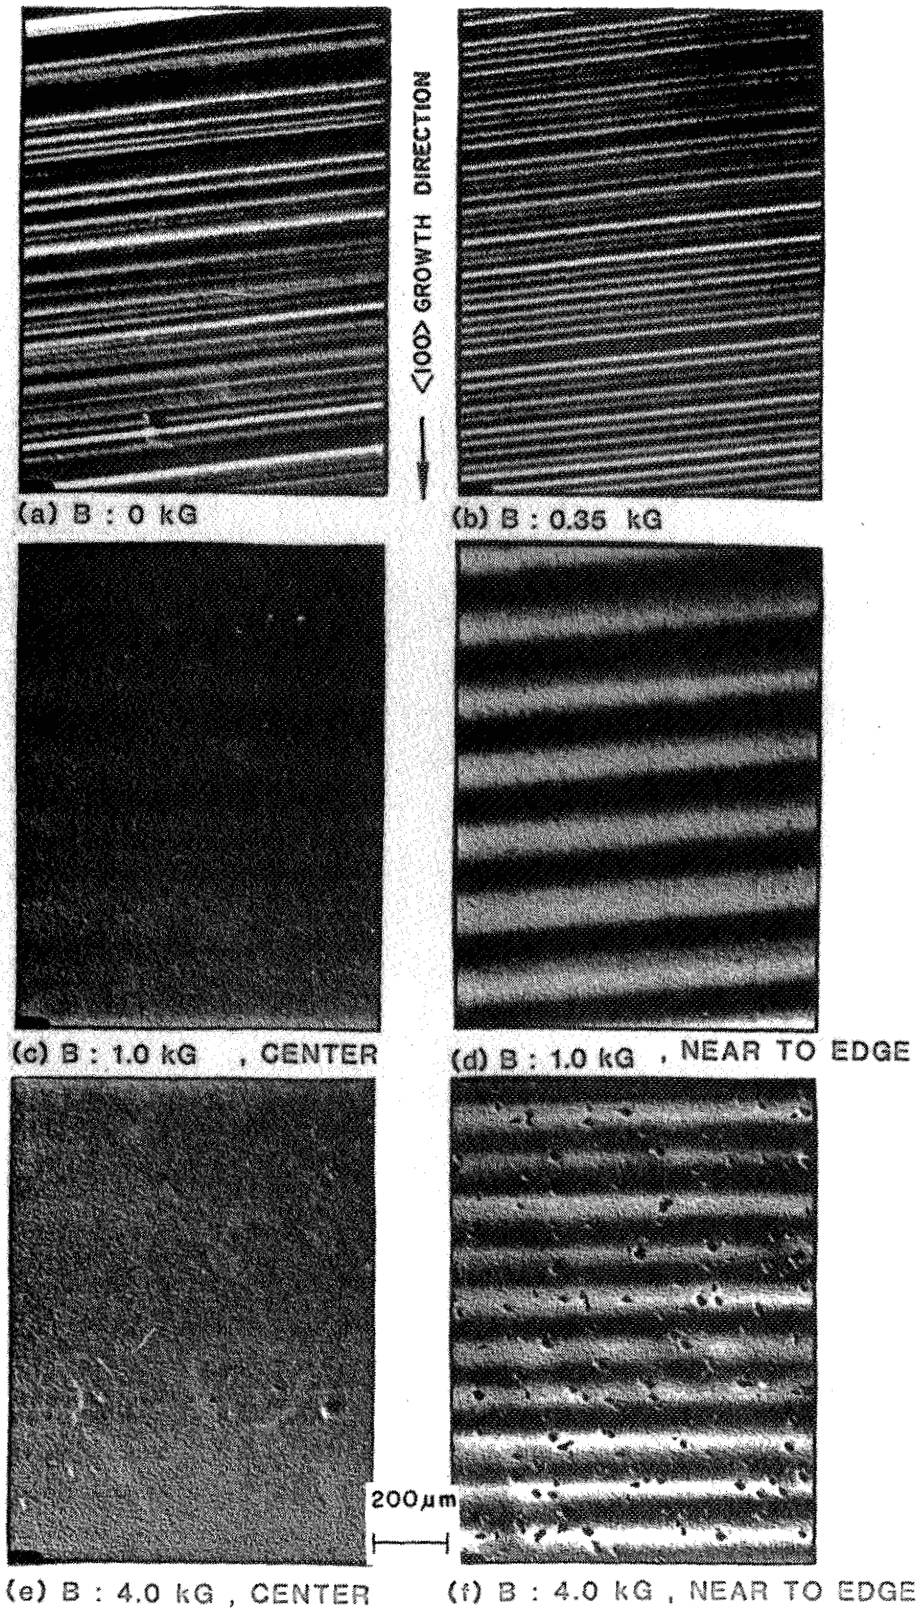 <100> GROWTH DIRECTION
(a) B : 0 kG
(b) B : 0.35 kG
(c) B : 1.0 kG , CENTER
(d) B : 1.0 kG , NEAR TO EDGE
200µm
(e) B : 4.0 kG , CENTER
(f) B : 4.0 kG , NEAR TO EDGE